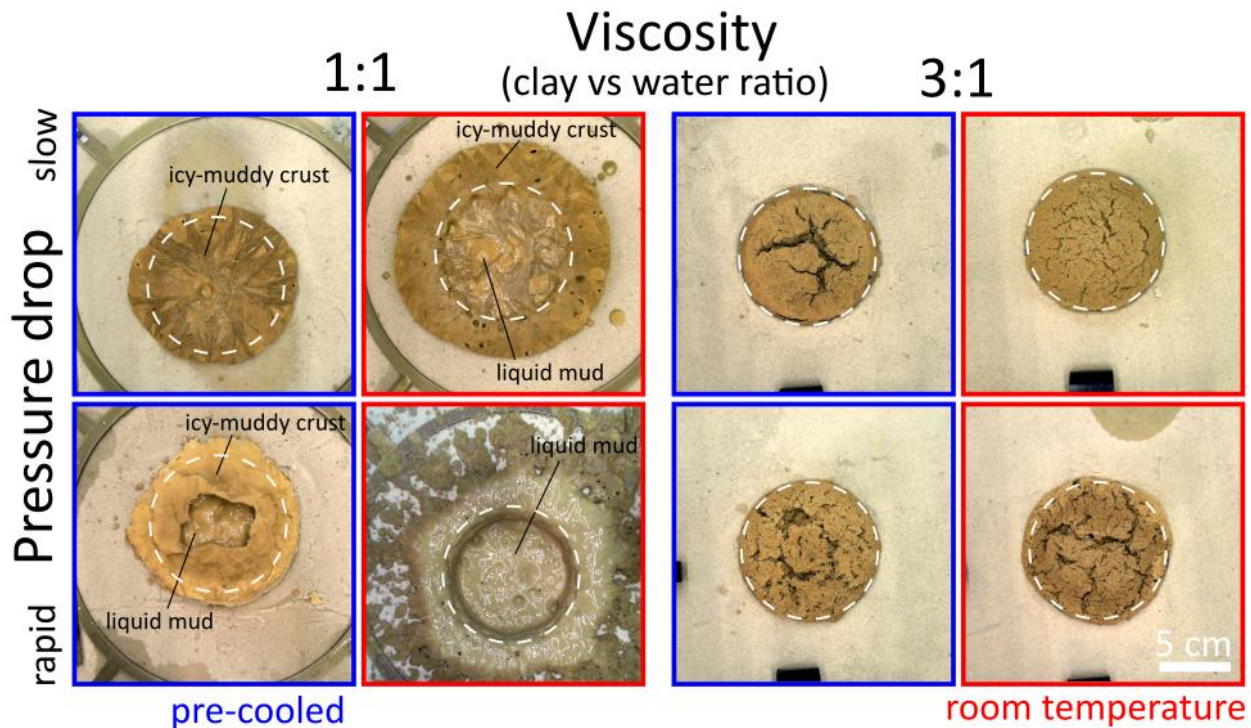 Viscosity
1:1 (clay vs water ratio) 3:1
slow
Pressure drop
rapid
icy-muddy crust
icy-muddy crust
liquid mud
icy-muddy crust
liquid mud
liquid mud
5 cm
pre-cooled
room temperature